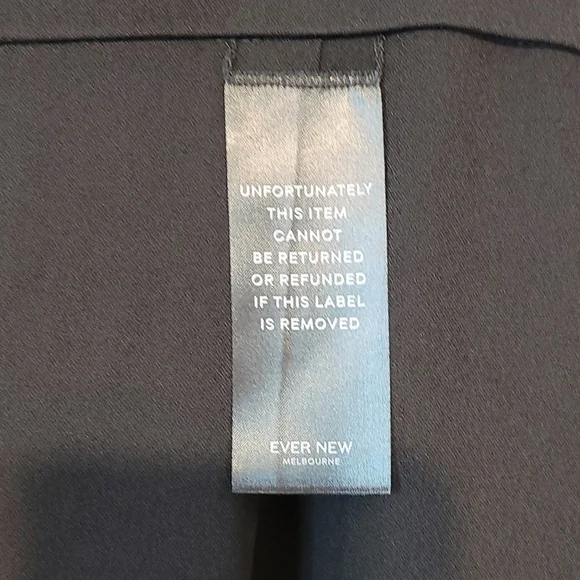 UNFORTUNATELY
THIS ITEM
CANNOT
BE RETURNED
OR REFUNDED
IF THIS LABEL
IS REMOVED
EVER NEW
MELBOURNE